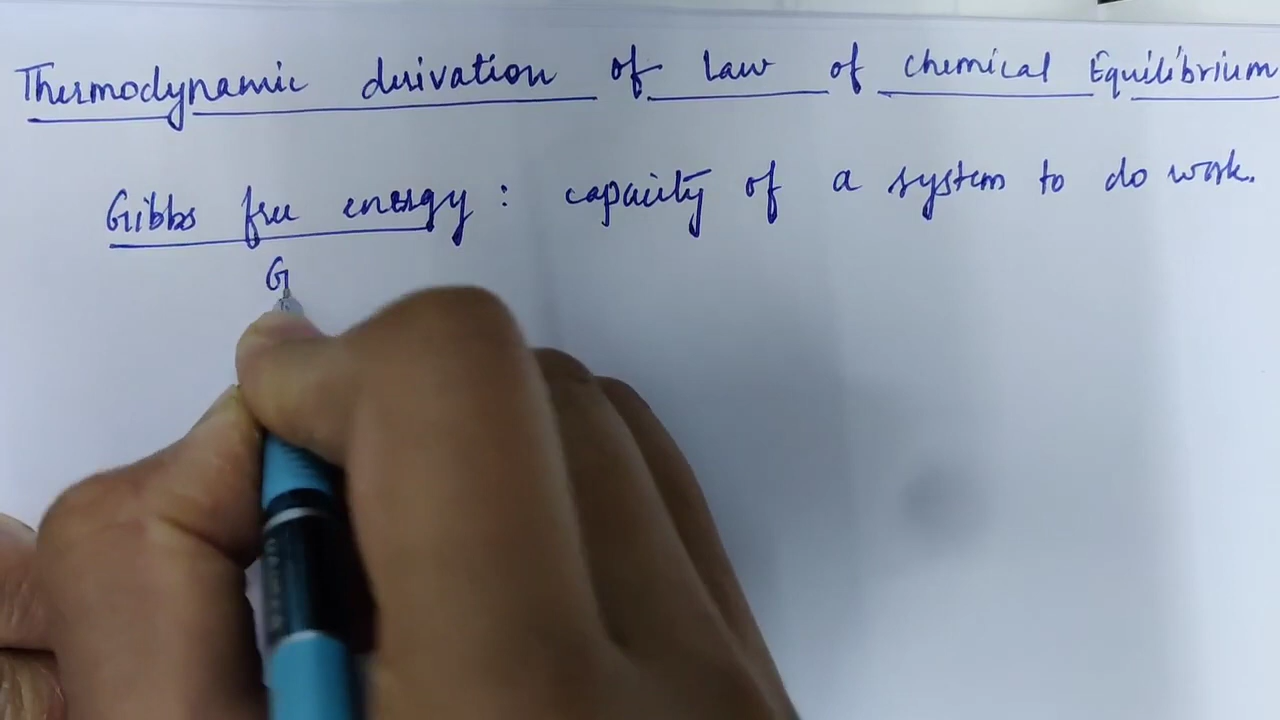 Thermodynamic derivation of law of chemical Equilibrium
Gibbs free energy : capacity of a system to do work.
G